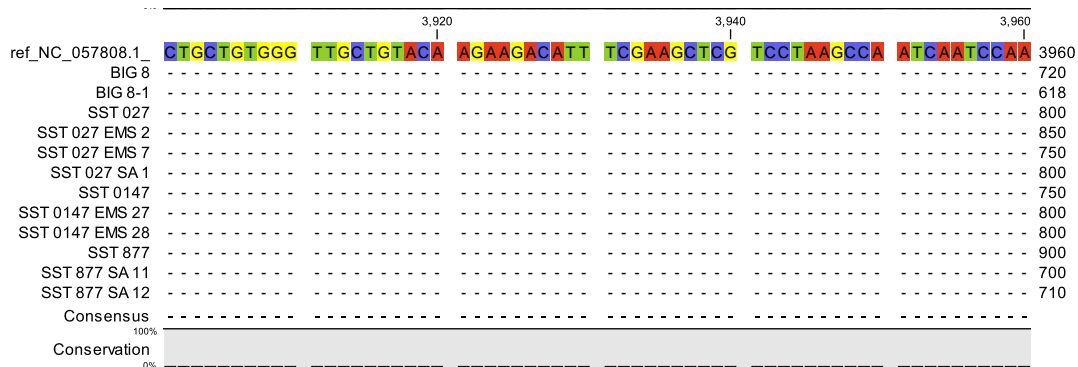 3,920 3,940 3,960
ref_NC_057808.1_ CTGCTGTGGG TTGCTGTACA AGAAGACATT TCGAAGCTCG TCCTAAGCCA ATCAATCCAA 3960
BIG 8 - - - - - - - - - - - - - - - - - - - - - - - - - - - - - - - - - - - - - - - - - - - - - - - - - - - - - - - - - - - - 720
BIG 8-1 - - - - - - - - - - - - - - - - - - - - - - - - - - - - - - - - - - - - - - - - - - - - - - - - - - - - - - - - - - - - 618
SST 027 - - - - - - - - - - - - - - - - - - - - - - - - - - - - - - - - - - - - - - - - - - - - - - - - - - - - - - - - - - - - 800
SST 027 EMS 2 - - - - - - - - - - - - - - - - - - - - - - - - - - - - - - - - - - - - - - - - - - - - - - - - - - - - - - - - - - - - 850
SST 027 EMS 7 - - - - - - - - - - - - - - - - - - - - - - - - - - - - - - - - - - - - - - - - - - - - - - - - - - - - - - - - - - - - 750
SST 027 SA 1 - - - - - - - - - - - - - - - - - - - - - - - - - - - - - - - - - - - - - - - - - - - - - - - - - - - - - - - - - - - - 800
SST 0147 - - - - - - - - - - - - - - - - - - - - - - - - - - - - - - - - - - - - - - - - - - - - - - - - - - - - - - - - - - - - 750
SST 0147 EMS 27 - - - - - - - - - - - - - - - - - - - - - - - - - - - - - - - - - - - - - - - - - - - - - - - - - - - - - - - - - - - - 800
SST 0147 EMS 28 - - - - - - - - - - - - - - - - - - - - - - - - - - - - - - - - - - - - - - - - - - - - - - - - - - - - - - - - - - - - 800
SST 877 - - - - - - - - - - - - - - - - - - - - - - - - - - - - - - - - - - - - - - - - - - - - - - - - - - - - - - - - - - - - 900
SST 877 SA 11 - - - - - - - - - - - - - - - - - - - - - - - - - - - - - - - - - - - - - - - - - - - - - - - - - - - - - - - - - - - - 700
SST 877 SA 12 - - - - - - - - - - - - - - - - - - - - - - - - - - - - - - - - - - - - - - - - - - - - - - - - - - - - - - - - - - - - 710
Consensus - - - - - - - - - - - - - - - - - - - - - - - - - - - - - - - - - - - - - - - - - - - - - - - - - - - - - - - - - - - -
100%
Conservation
0%